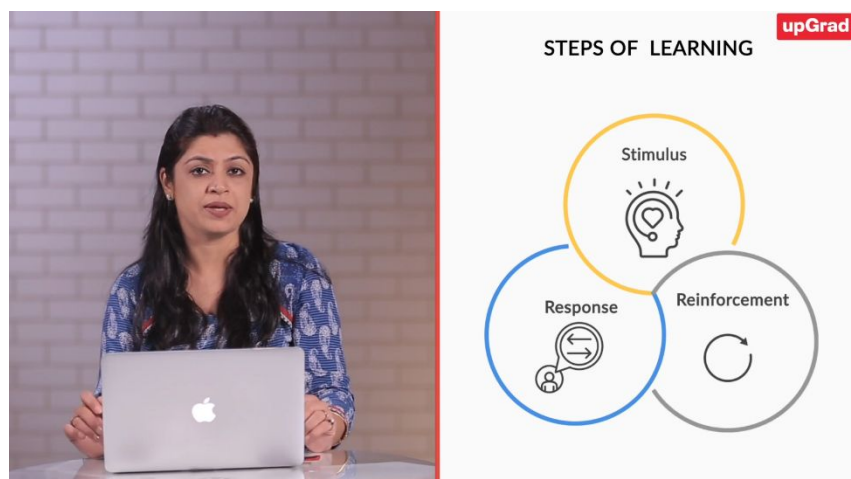 upGrad
STEPS OF LEARNING
Stimulus
Response
Reinforcement